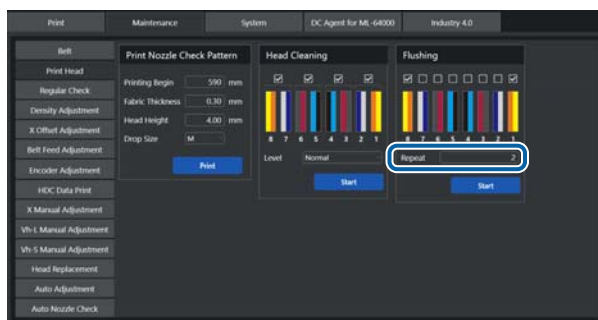 Print Maintenance System DC Agent for ML-64000 Industry 4.0
Belt
Print Head
Regular Check
Density Adjustment
X Offset Adjustment
Belt Feed Adjustment
Encoder Adjustment
HDC Data Print
X Manual Adjustment
Vh-L Manual Adjustment
Vh-S Manual Adjustment
Head Replacement
Auto Adjustment
Auto Nozzle Check
Print Nozzle Check Pattern
Printing Begin 590 mm
Fabric Thickness 0.30 mm
Head Height 4.00 mm
Drop Size M
Print
Head Cleaning
8 7 6 5 4 3 2 1
Level Normal
Start
Flushing
8 7 6 5 4 3 2 1
Repeat 2
Start